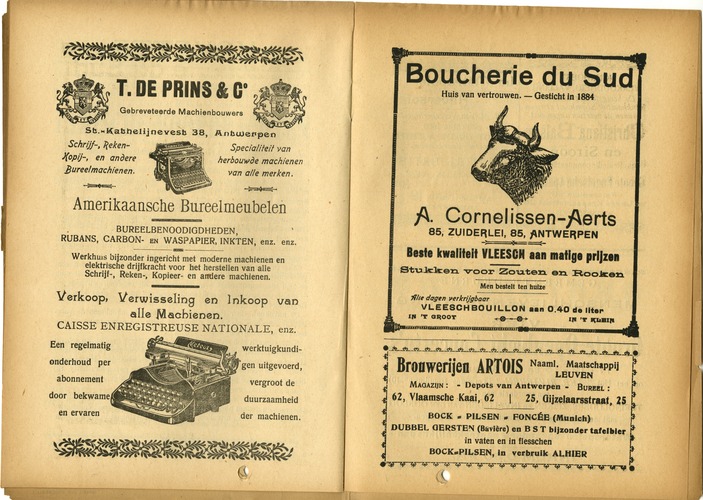 T. DE PRINS & Co
Gebreveteerde Machienbouwers
St.-Kathelijnevest 38, Antwerpen
Schrijf-, Reken-
Kopij-, en andere
Bureelmachienen.
Specialiteit van
herbouwde machienen
van alle merken.
Amerikaansche Bureelmeubelen
BUREELBENOODIGDHEDEN,
RUBANS, CARBON- EN WASPAPIER, INKTEN, enz. enz.
Werkhuis bijzonder ingericht met moderne machienen en
elektrische drijfkracht voor het herstellen van alle
Schrijf-, Reken-, Kopieer- en andere machienen.
Verkoop, Verwisseling en Inkoop van
alle Machienen.
CAISSE ENREGISTREUSE NATIONALE, enz.
Een regelmatig
onderhoud per
abonnement
door bekwame
en ervaren
werktuigkundi-
gen uitgevoerd,
vergroot de
duurzaamheid
der machienen.
Boucherie du Sud
Huis van vertrouwen. — Gesticht in 1884
A. Cornelissen-Aerts
85, ZUIDERLEI, 85, ANTWERPEN
Beste kwaliteit VLEESCH aan matige prijzen
Stukken voor Zouten en Rooken
Men bestelt ten huize
Alle dagen verkrijgbaar
VLEESCHBOUILLON aan 0.40 de liter
IN 'T GROOT IN 'T KLEIN
Brouwerijen ARTOIS Naaml. Maatschappij
LEUVEN
MAGAZIJN : - Depots van Antwerpen - BUREEL :
62, Vlaamsche Kaai, 62 | 25, Gijzelaarsstraat, 25
BOCK - PILSEN - FONCÉE (Munich)
DUBBEL GERSTEN (Bavière) en BST bijzonder tafelbier
in vaten en in flesschen
BOCK-PILSEN, in verbruik ALHIER